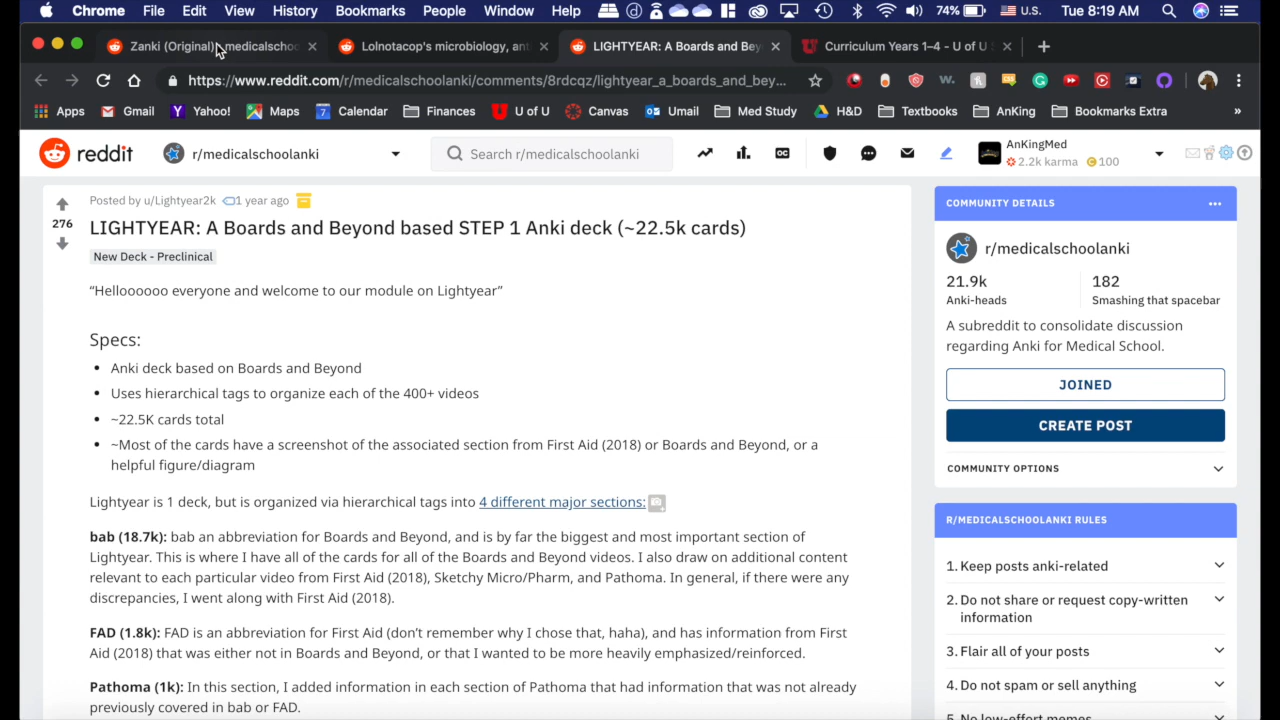 Chrome File Edit View History Bookmarks People Window Help 74% U.S. Tue 8:19 AM
Zanki (Original) medicalschoo Lolnotacop's microbiology, ant LIGHTYEAR: A Boards and Bey Curriculum Years 1–4 - U of U
https://www.reddit.com/r/medicalschoolanki/comments/8rdcqz/lightyear_a_boards_and_bey...
Apps Gmail Yahoo! Maps Calendar Finances U of U Canvas Umail Med Study H&D Textbooks AnKing Bookmarks Extra »
reddit r/medicalschoolanki Search r/medicalschoolanki AnKingMed
2.2k karma 100
Posted by u/Lightyear2k 1 year ago
276
LIGHTYEAR: A Boards and Beyond based STEP 1 Anki deck (~22.5k cards)
New Deck - Preclinical
“Helloooooo everyone and welcome to our module on Lightyear”
Specs:
• Anki deck based on Boards and Beyond
• Uses hierarchical tags to organize each of the 400+ videos
• ~22.5K cards total
• ~Most of the cards have a screenshot of the associated section from First Aid (2018) or Boards and Beyond, or a
helpful figure/diagram
Lightyear is 1 deck, but is organized via hierarchical tags into 4 different major sections:
bab (18.7k): bab an abbreviation for Boards and Beyond, and is by far the biggest and most important section of
Lightyear. This is where I have all of the cards for all of the Boards and Beyond videos. I also draw on additional content
relevant to each particular video from First Aid (2018), Sketchy Micro/Pharm, and Pathoma. In general, if there were any
discrepancies, I went along with First Aid (2018).
FAD (1.8k): FAD is an abbreviation for First Aid (don’t remember why I chose that, haha), and has information from First
Aid (2018) that was either not in Boards and Beyond, or that I wanted to be more heavily emphasized/reinforced.
Pathoma (1k): In this section, I added information in each section of Pathoma that had information that was not already
previously covered in bab or FAD.
COMMUNITY DETAILS
r/medicalschoolanki
21.9k 182
Anki-heads Smashing that spacebar
A subreddit to consolidate discussion
regarding Anki for Medical School.
JOINED
CREATE POST
COMMUNITY OPTIONS
R/MEDICALSCHOOLANKI RULES
1. Keep posts anki-related
2. Do not share or request copy-written
information
3. Flair all of your posts
4. Do not spam or sell anything
5. No low-effort memes